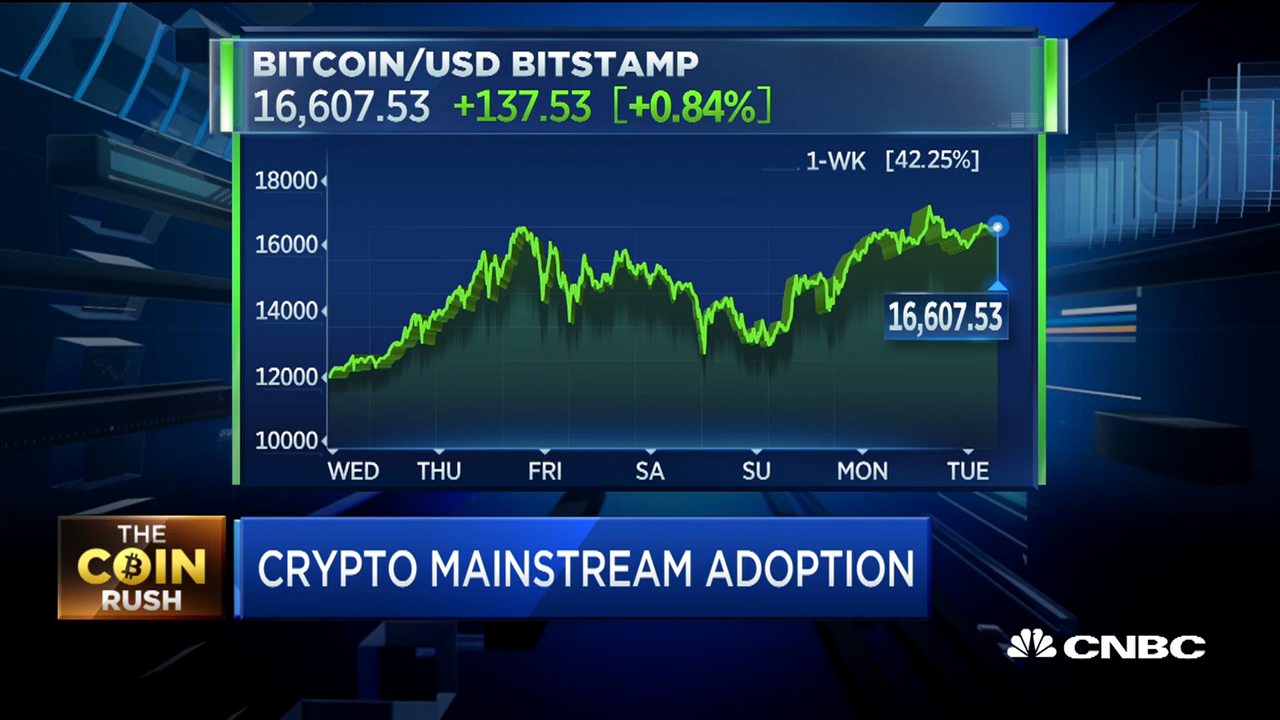 BITCOIN/USD BITSTAMP
16,607.53 +137.53 [+0.84%]
1-WK [42.25%]
18000
16000
14000
12000
10000
16,607.53
WED THU FRI SA SU MON TUE
THE
COIN
RUSH
CRYPTO MAINSTREAM ADOPTION
CNBC